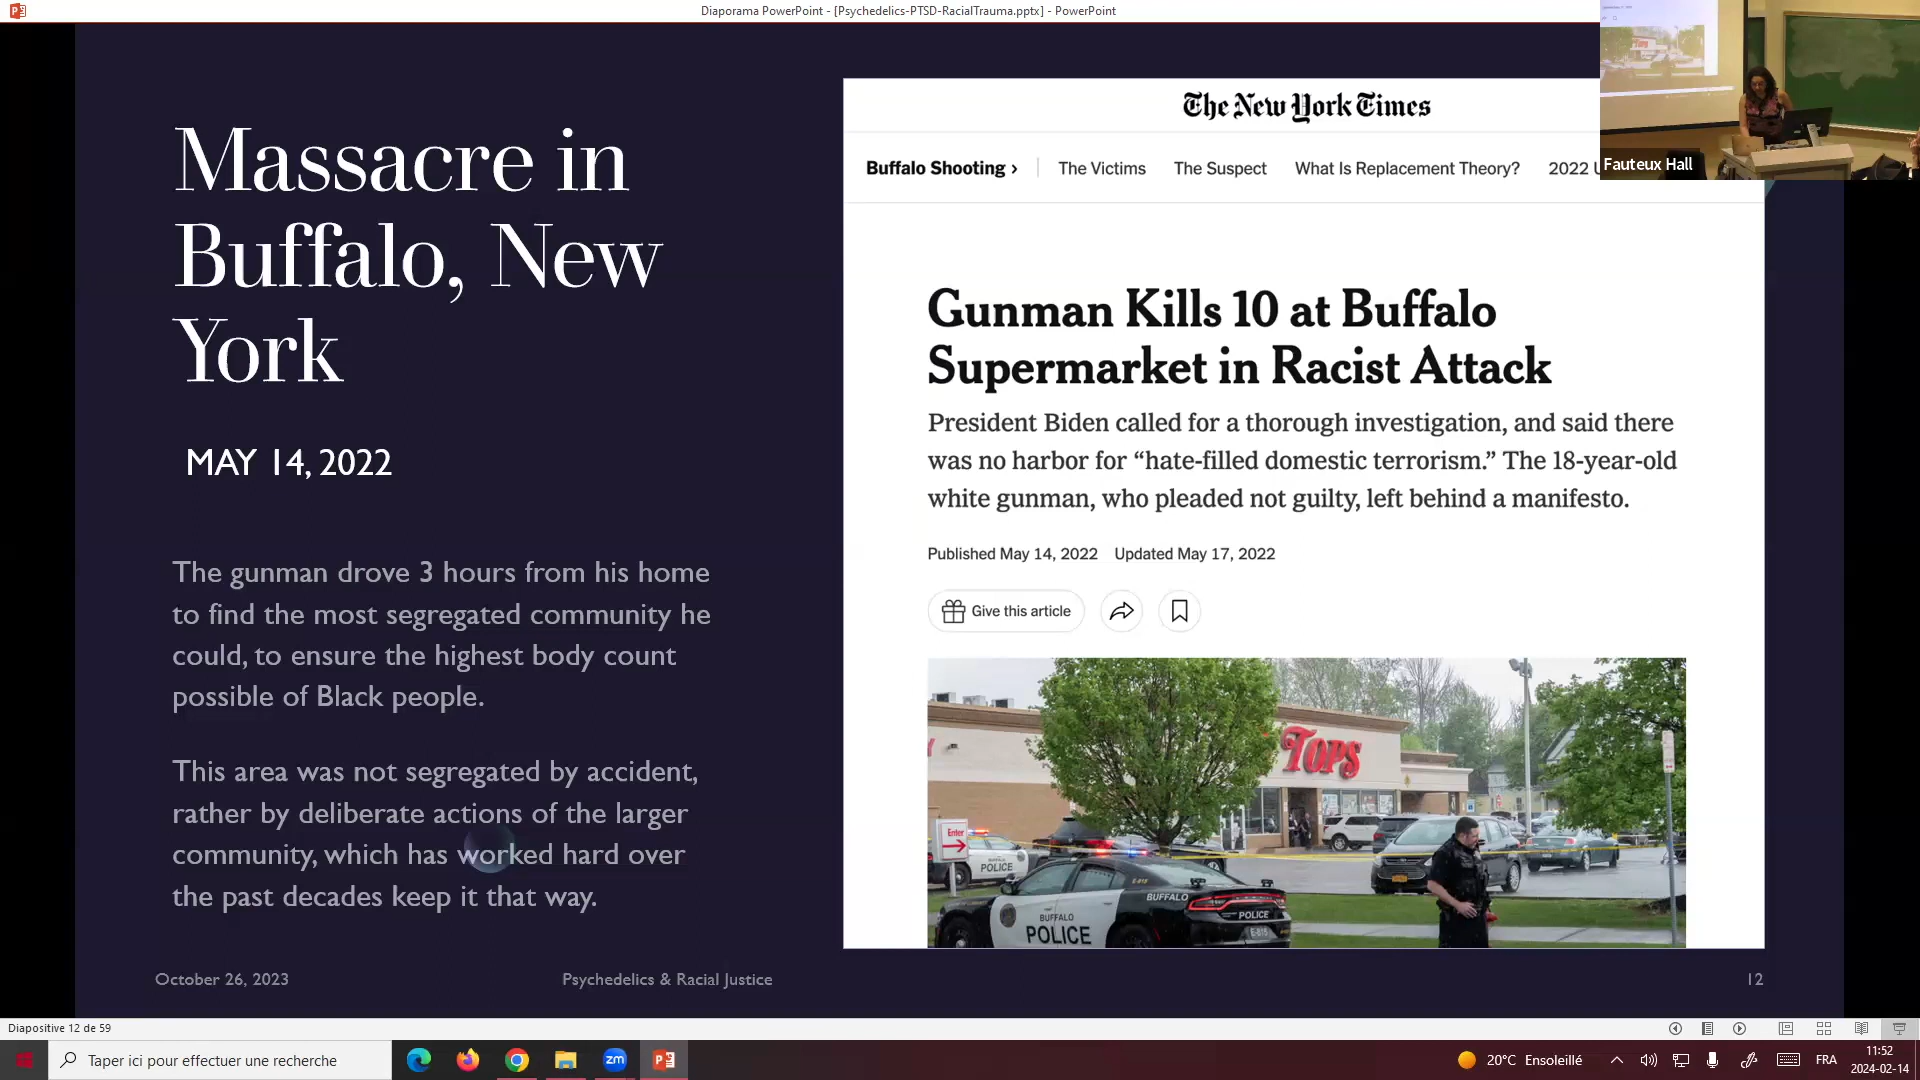 Diaporama PowerPoint - [Psychedelics-PTSD-RacialTrauma.pptx] - PowerPoint
Fauteux Hall
Massacre in
Buffalo, New
York
MAY 14, 2022
The gunman drove 3 hours from his home
to find the most segregated community he
could, to ensure the highest body count
possible of Black people.
This area was not segregated by accident,
rather by deliberate actions of the larger
community, which has worked hard over
the past decades keep it that way.
The New York Times
Buffalo Shooting › The Victims The Suspect What Is Replacement Theory? 2022
Gunman Kills 10 at Buffalo
Supermarket in Racist Attack
President Biden called for a thorough investigation, and said there
was no harbor for “hate-filled domestic terrorism.” The 18-year-old
white gunman, who pleaded not guilty, left behind a manifesto.
Published May 14, 2022 Updated May 17, 2022
Give this article
TOPS
Enter
POLICE
BUFFALO
POLICE
BUFFALO
POLICE
October 26, 2023 Psychedelics & Racial Justice 12
Diapositive 12 de 59
Taper ici pour effectuer une recherche
zm
20°C Ensoleillé
FRA
11:52
2024-02-14